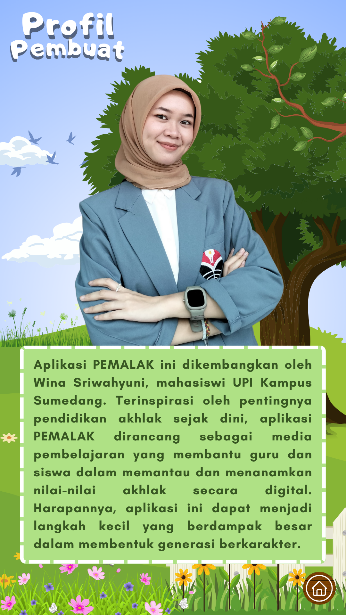 Profil
Pembuat
Aplikasi PEMALAK ini dikembangkan oleh
Wina Sriwahyuni, mahasiswi UPI Kampus
Sumedang. Terinspirasi oleh pentingnya
pendidikan akhlak sejak dini, aplikasi
PEMALAK dirancang sebagai media
pembelajaran yang membantu guru dan
siswa dalam memantau dan menanamkan
nilai-nilai akhlak secara digital.
Harapannya, aplikasi ini dapat menjadi
langkah kecil yang berdampak besar
dalam membentuk generasi berkarakter.